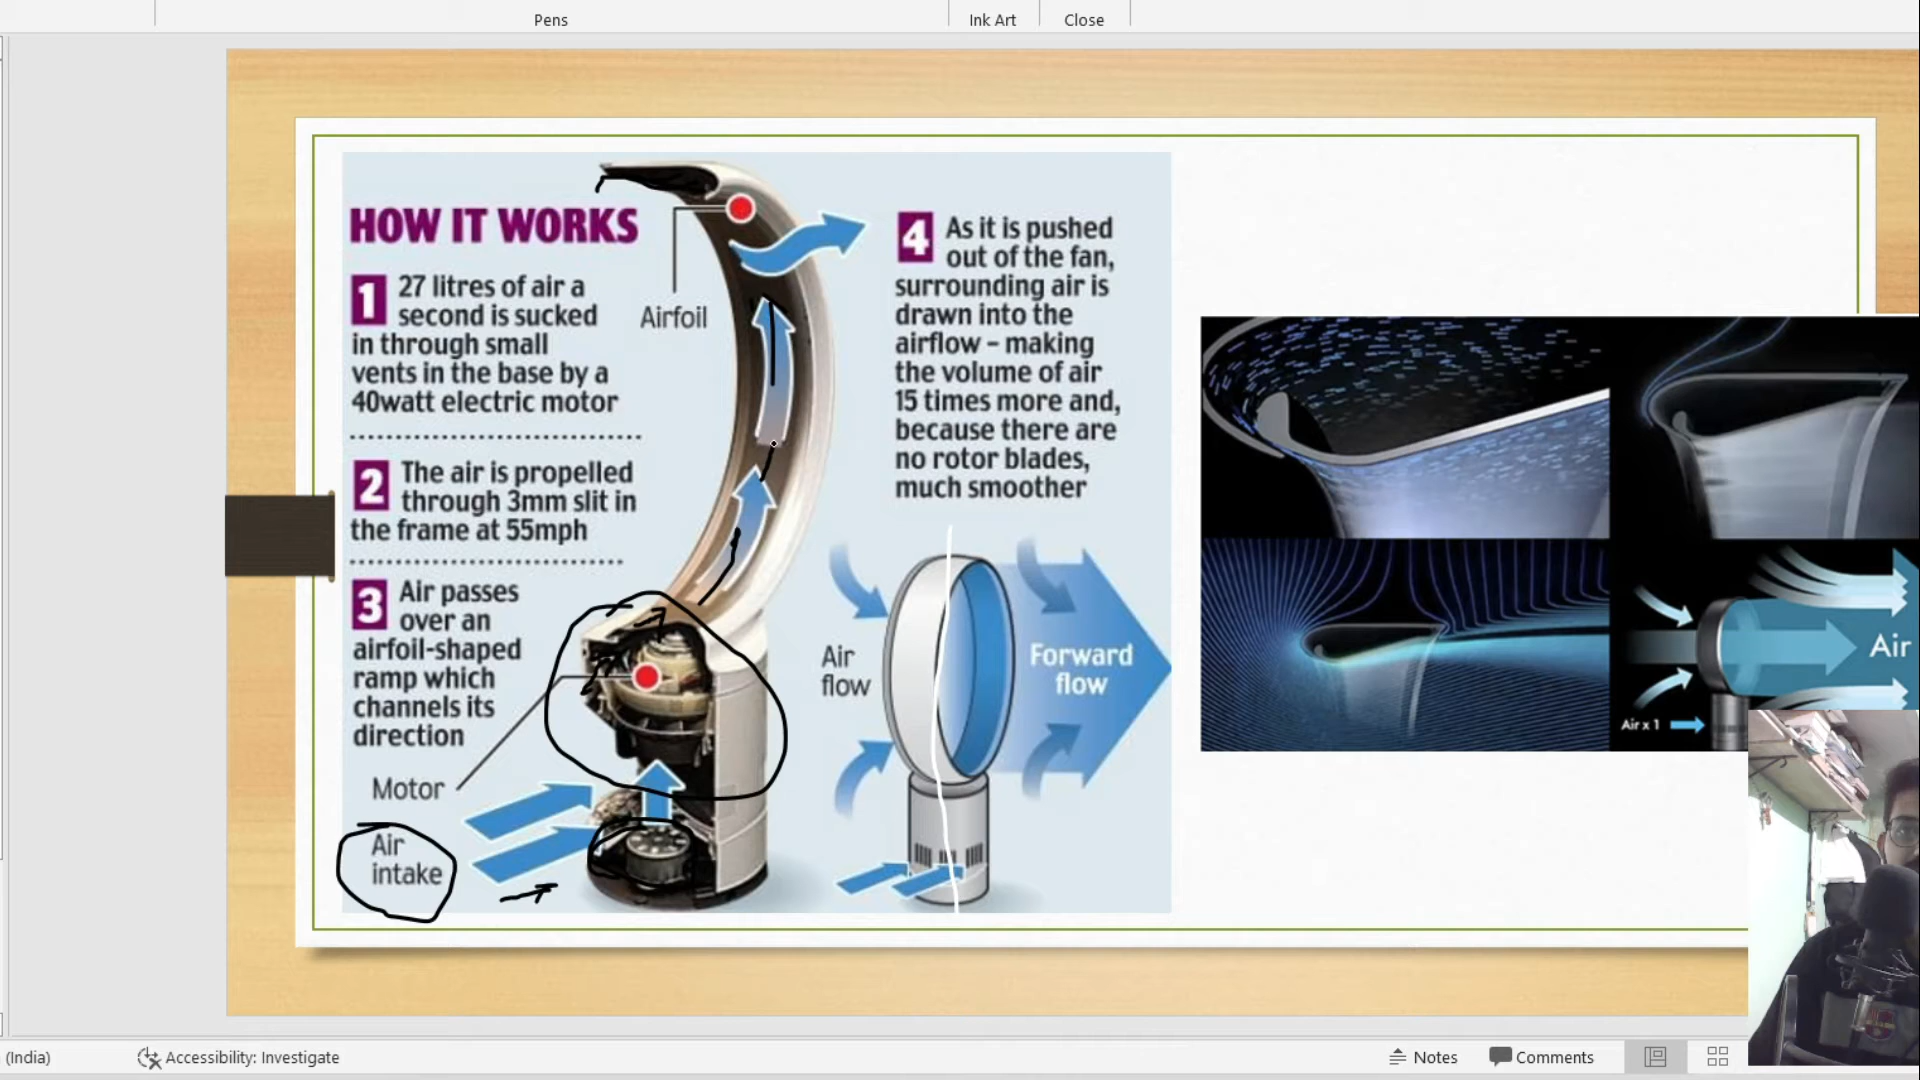 Pens
Ink Art
Close
HOW IT WORKS
1 27 litres of air a
second is sucked
in through small
vents in the base by a
40watt electric motor
2 The air is propelled
through 3mm slit in
the frame at 55mph
3 Air passes
over an
airfoil-shaped
ramp which
channels its
direction
Motor
Air
intake
Airfoil
4 As it is pushed
out of the fan,
surrounding air is
drawn into the
airflow – making
the volume of air
15 times more and,
because there are
no rotor blades,
much smoother
Air
flow
Forward
flow
Air
Air x 1
(India)
Accessibility: Investigate
Notes
Comments